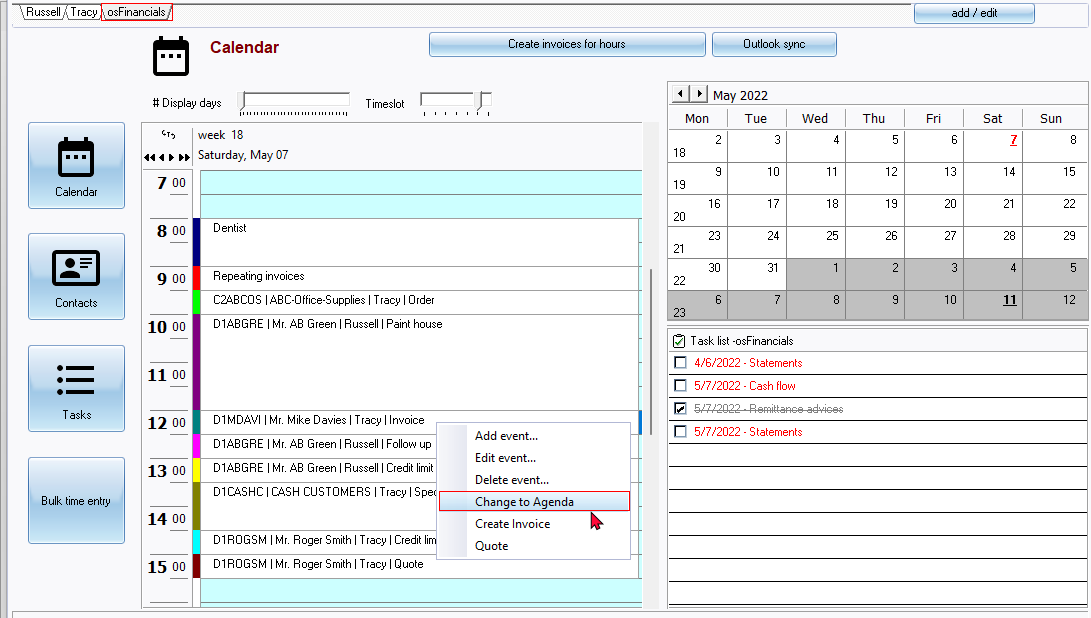 Russell Tracy osFinancials
add / edit
Calendar
Create invoices for hours
Outlook sync
# Display days
Timeslot
Calendar
Contacts
Tasks
Bulk time entry
week 18
Saturday, May 07
7 00
8 00
Dentist
9 00
Repeating invoices
C2ABCOS | ABC-Office-Supplies | Tracy | Order
10 00
D1ABGRE | Mr. AB Green | Russell | Paint house
11 00
12 00
D1MDAVI | Mr. Mike Davies | Tracy | Invoice
D1ABGRE | Mr. AB Green | Russell | Follow up
13 00
D1ABGRE | Mr. AB Green | Russell | Credit limit
D1CASHC | CASH CUSTOMERS | Tracy | Spec
14 00
D1ROGSM | Mr. Roger Smith | Tracy | Credit lim
15 00
D1ROGSM | Mr. Roger Smith | Tracy | Quote
Add event...
Edit event...
Delete event...
Change to Agenda
Create Invoice
Quote
May 2022
Mon Tue Wed Thu Fri Sat Sun
18 2 3 4 5 6 7 8
19 9 10 11 12 13 14 15
20 16 17 18 19 20 21 22
21 23 24 25 26 27 28 29
22 30 31 1 2 3 4 5
23 6 7 8 9 10 11 12
Task list -osFinancials
4/6/2022 - Statements
5/7/2022 - Cash flow
5/7/2022 - Remittance advices
5/7/2022 - Statements